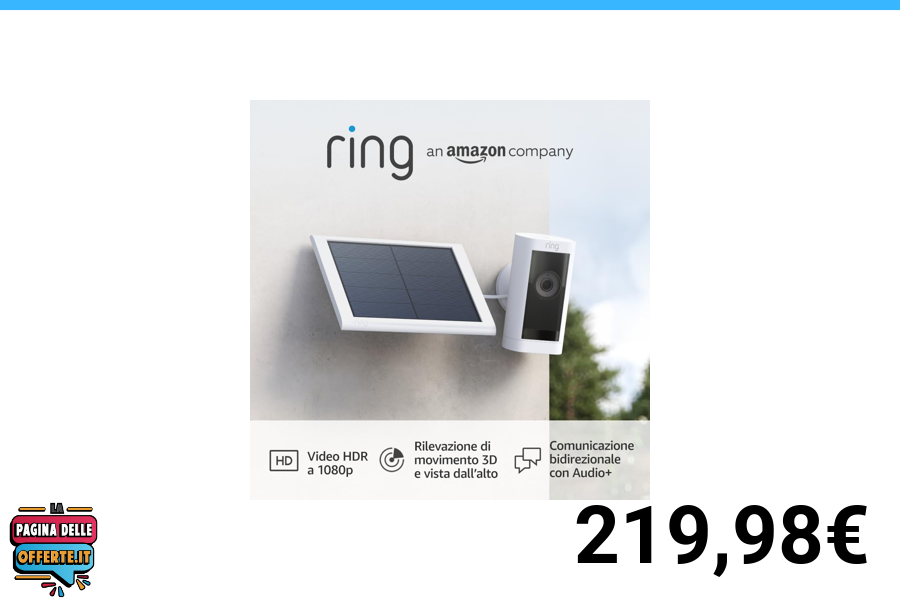 ring an amazon company
ring
HD
Video HDR
a 1080p
Rilevazione di
movimento 3D
e vista dall'alto
Comunicazione
bidirezionale
con Audio+
LA
PAGINA DELLE
OFFERTE.IT
219,98€